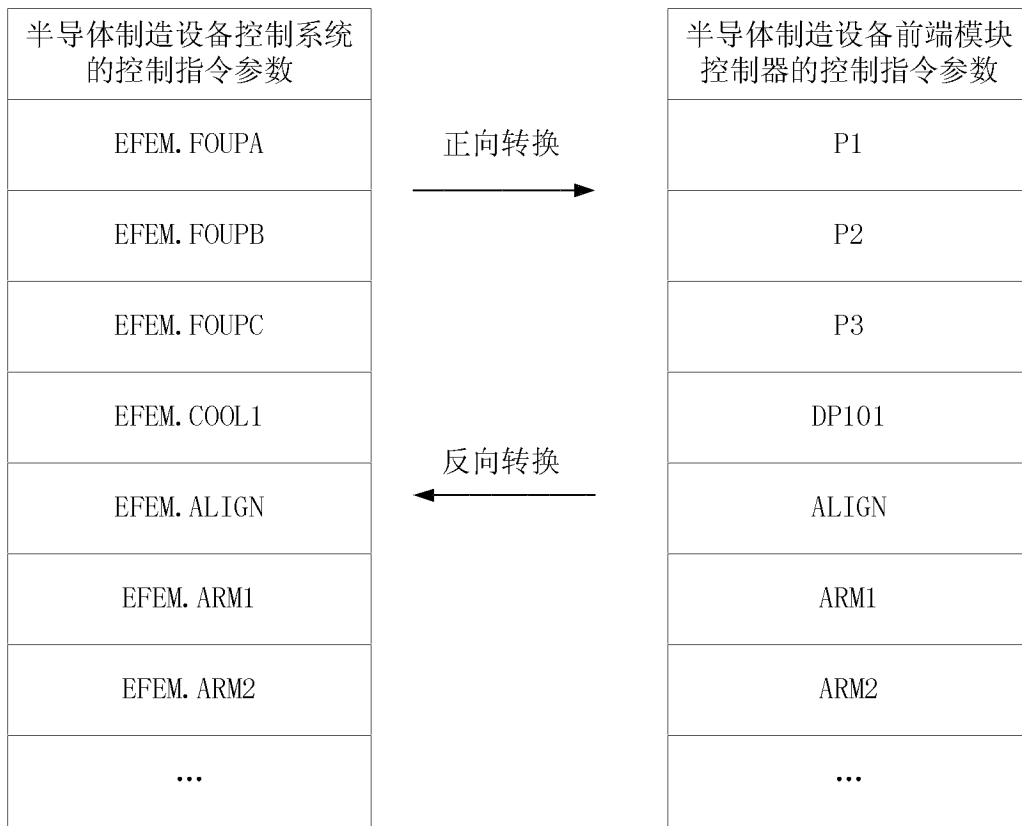 半导体制造设备控制系统
的控制指令参数
EFEM.FOUPA
EFEM.FOUPB
EFEM.FOUPC
EFEM.COOL1
EFEM.ALIGN
EFEM.ARM1
EFEM.ARM2
…
正向转换
反向转换
半导体制造设备前端模块
控制器的控制指令参数
P1
P2
P3
DP101
ALIGN
ARM1
ARM2
…